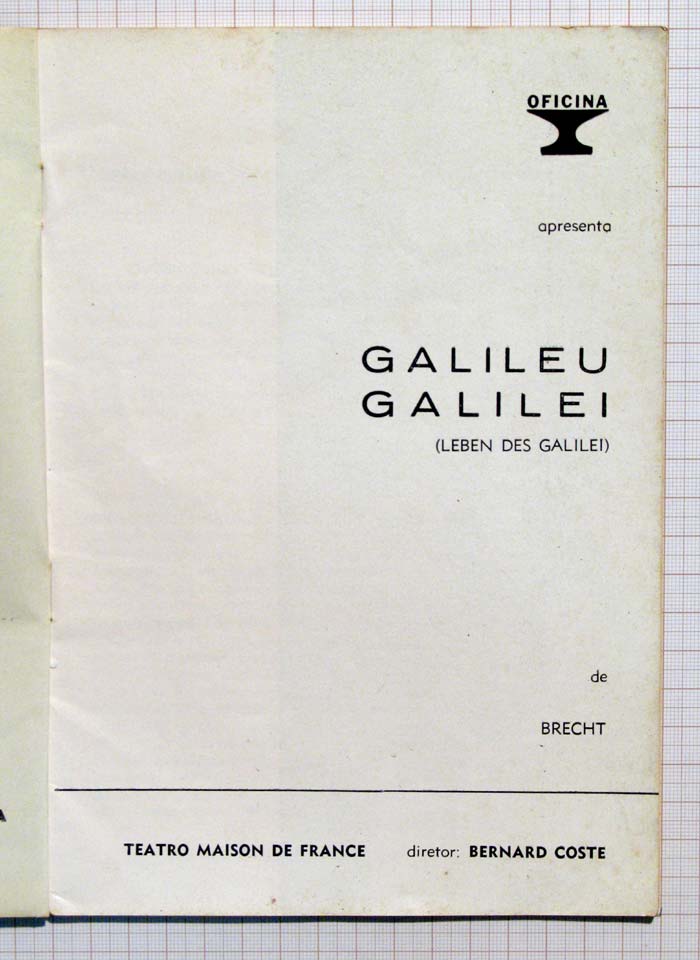 OFICINA
apresenta
GALILEU
GALILEI
(LEBEN DES GALILEI)
de
BRECHT
A
TEATRO MAISON DE FRANCE diretor: BERNARD COSTE